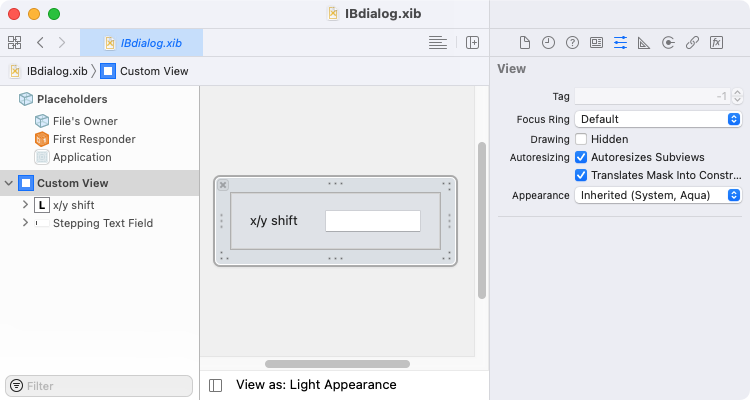 IBdialog.xib
IBdialog.xib
IBdialog.xib
Custom View
Placeholders
File's Owner
First Responder
Application
Custom View
L x/y shift
Stepping Text Field
Filter
x/y shift
View as: Light Appearance
View
Tag -1
Focus Ring Default
Drawing Hidden
Autoresizing Autoresizes Subviews
Translates Mask Into Constr...
Appearance Inherited (System, Aqua)